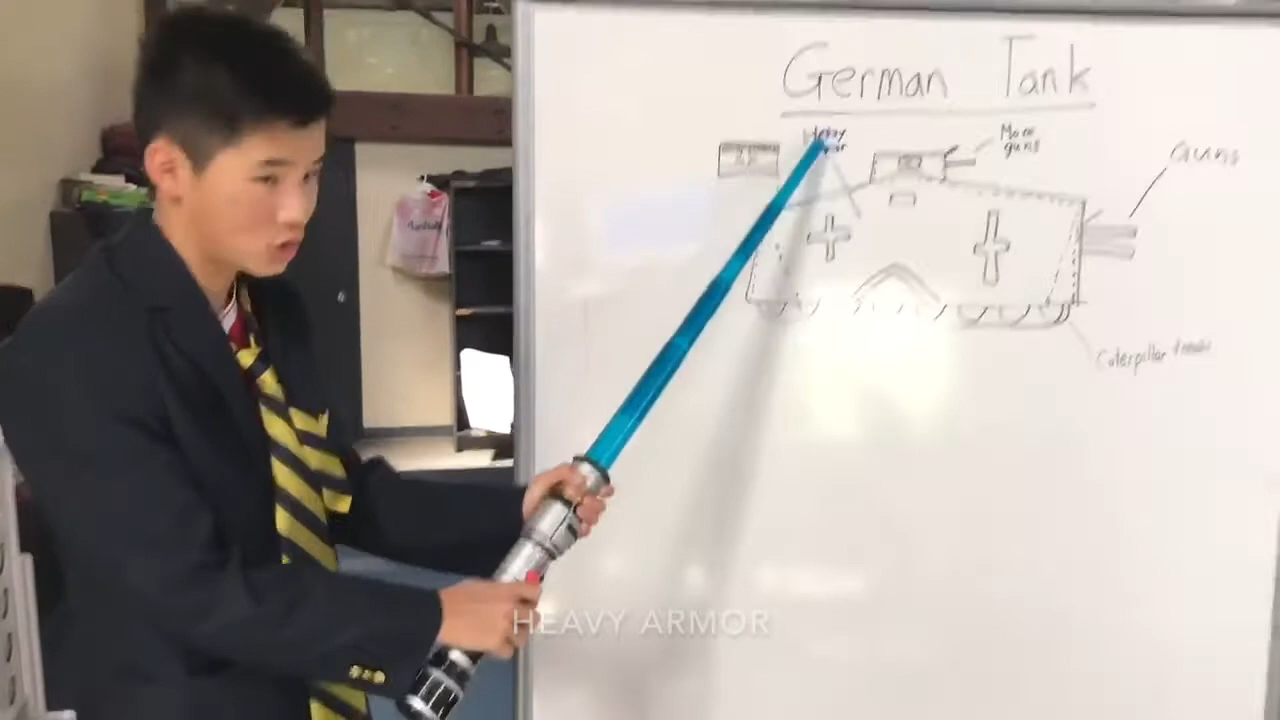 German Tank
Heavy
More
guns
Guns
Caterpillar
HEAVY ARMOR